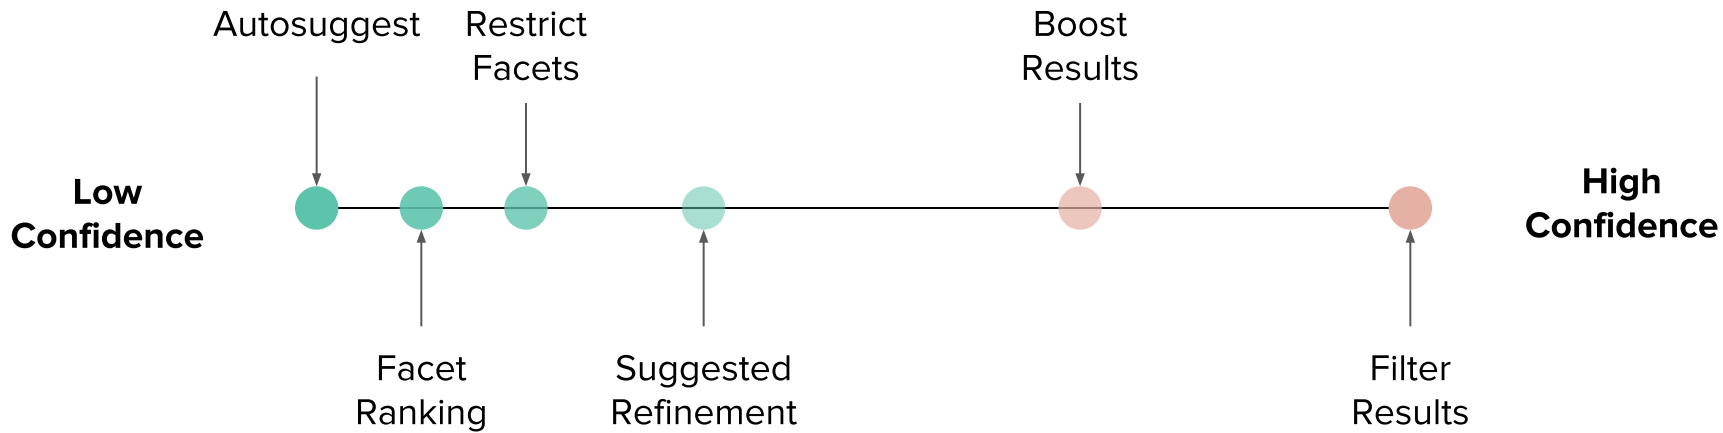 Autosuggest
Restrict
Facets
Boost
Results
Low
Confidence
High
Confidence
Facet
Ranking
Suggested
Refinement
Filter
Results